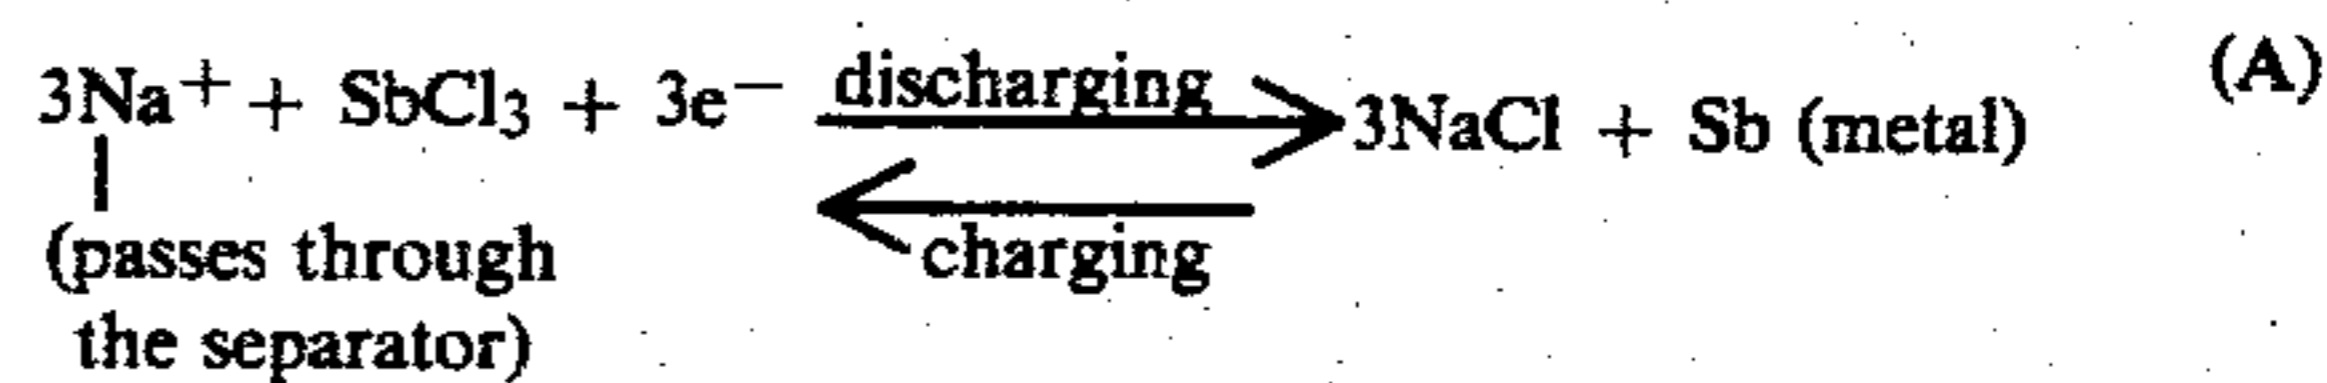 3Na⁺ + SbCl₃ + 3e⁻ discharging 3NaCl + Sb (metal) (A)
charging
(passes through
the separator)